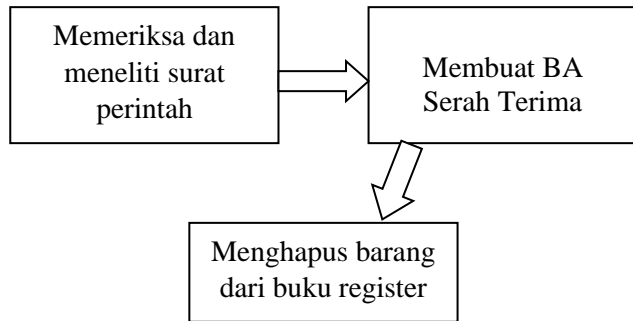 Memeriksa dan
meneliti surat
perintah
Membuat BA
Serah Terima
Menghapus barang
dari buku register